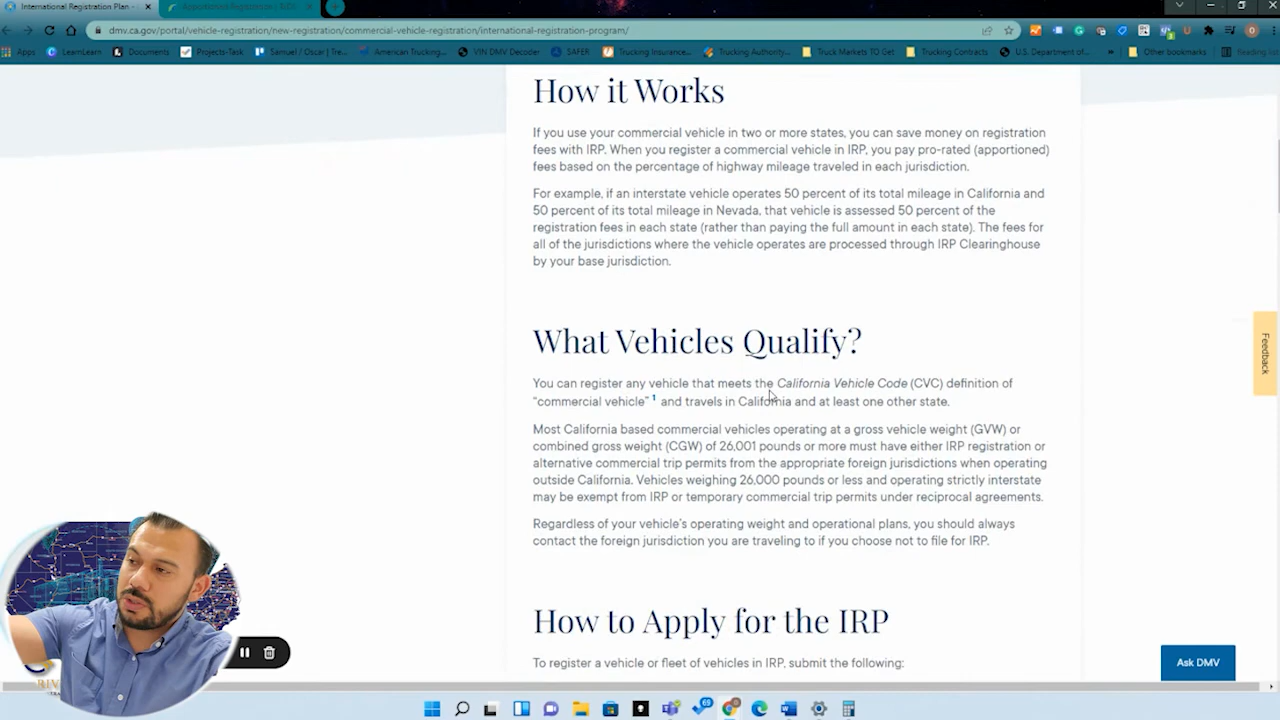 International Registration Plan -
Apportioned Registration | TxDMV
dmv.ca.gov/portal/vehicle-registration/new-registration/commercial-vehicle-registration/international-registration-program/
Apps
LearnLearn
Documents
Projects-Task
Samuel / Oscar | Tre...
American Trucking...
VIN DMV Decoder
SAFER
Trucking Insurance...
Trucking Authority...
Truck Markets TO Get
Trucking Contracts
U.S. Department of...
»
Other bookmarks
Reading list
How it Works
If you use your commercial vehicle in two or more states, you can save money on registration
fees with IRP. When you register a commercial vehicle in IRP, you pay pro-rated (apportioned)
fees based on the percentage of highway mileage traveled in each jurisdiction.
For example, if an interstate vehicle operates 50 percent of its total mileage in California and
50 percent of its total mileage in Nevada, that vehicle is assessed 50 percent of the
registration fees in each state (rather than paying the full amount in each state). The fees for
all of the jurisdictions where the vehicle operates are processed through IRP Clearinghouse
by your base jurisdiction.
What Vehicles Qualify?
You can register any vehicle that meets the California Vehicle Code (CVC) definition of
“commercial vehicle” 1 and travels in California and at least one other state.
Most California based commercial vehicles operating at a gross vehicle weight (GVW) or
combined gross weight (CGW) of 26,001 pounds or more must have either IRP registration or
alternative commercial trip permits from the appropriate foreign jurisdictions when operating
outside California. Vehicles weighing 26,000 pounds or less and operating strictly interstate
may be exempt from IRP or temporary commercial trip permits under reciprocal agreements.
Regardless of your vehicle’s operating weight and operational plans, you should always
contact the foreign jurisdiction you are traveling to if you choose not to file for IRP.
How to Apply for the IRP
To register a vehicle or fleet of vehicles in IRP, submit the following:
Feedback
Ask DMV
69